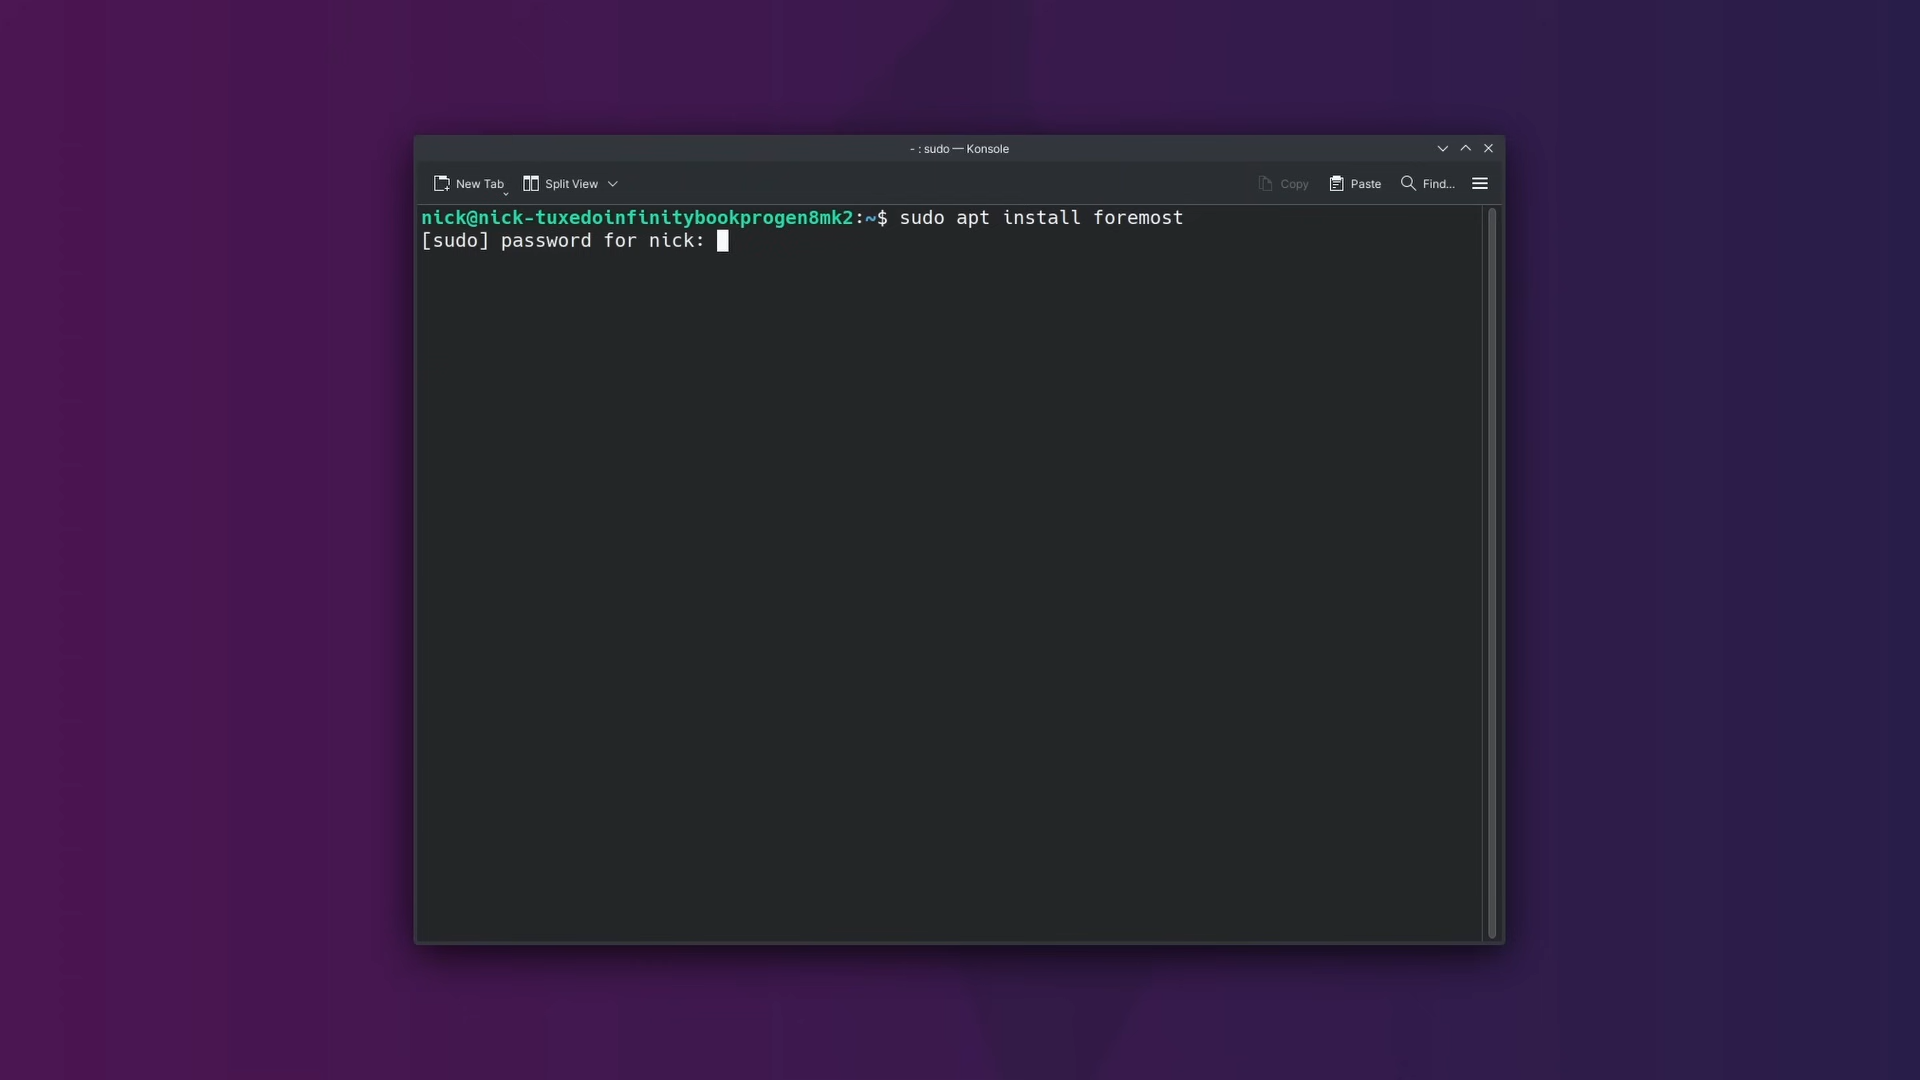 - : sudo — Konsole
New Tab Split View Copy Paste Find...
nick@nick-tuxedoinfinitybookprogen8mk2:~$ sudo apt install foremost
[sudo] password for nick: